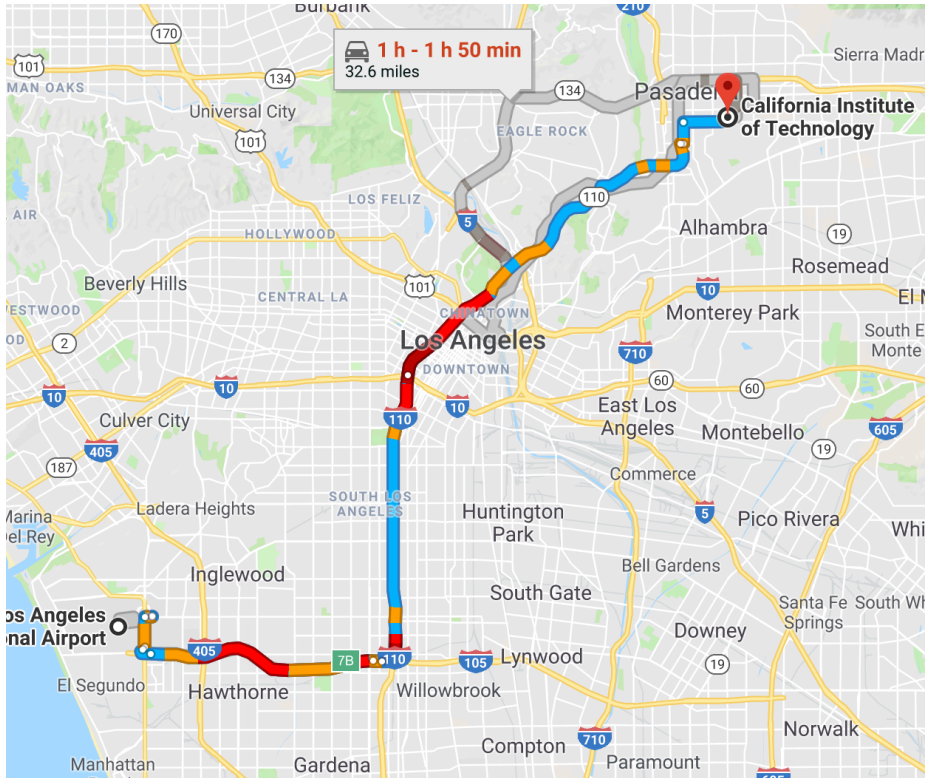 Burbank
210
170
101
134
1 h - 1 h 50 min
32.6 miles
Sierra Madr
MAN OAKS
Universal City
134
Pasadena
California Institute
of Technology
101
EAGLE ROCK
LOS FELIZ
110
AIR
5
HOLLYWOOD
Alhambra
19
Rosemead
Beverly Hills
101
CENTRAL LA
10
El M
ESTWOOD
CHINATOWN
Monterey Park
OD
2
Los Angeles
South E
Monte
710
DOWNTOWN
60
60
10
10
10
110
East Los
Angeles
Culver City
Montebello
605
405
19
187
Commerce
SOUTH LOS
ANGELES
Ladera Heights
Huntington
Park
5
Pico Rivera
Marina
Del Rey
Whi
Inglewood
Bell Gardens
South Gate
Santa Fe
Springs
South Wh
os Angeles
onal Airport
Downey
405
7B
110
105
Lynwood
19
El Segundo
Hawthorne
Willowbrook
Norwalk
710
Compton
Manhattan
Gardena
Paramount
605